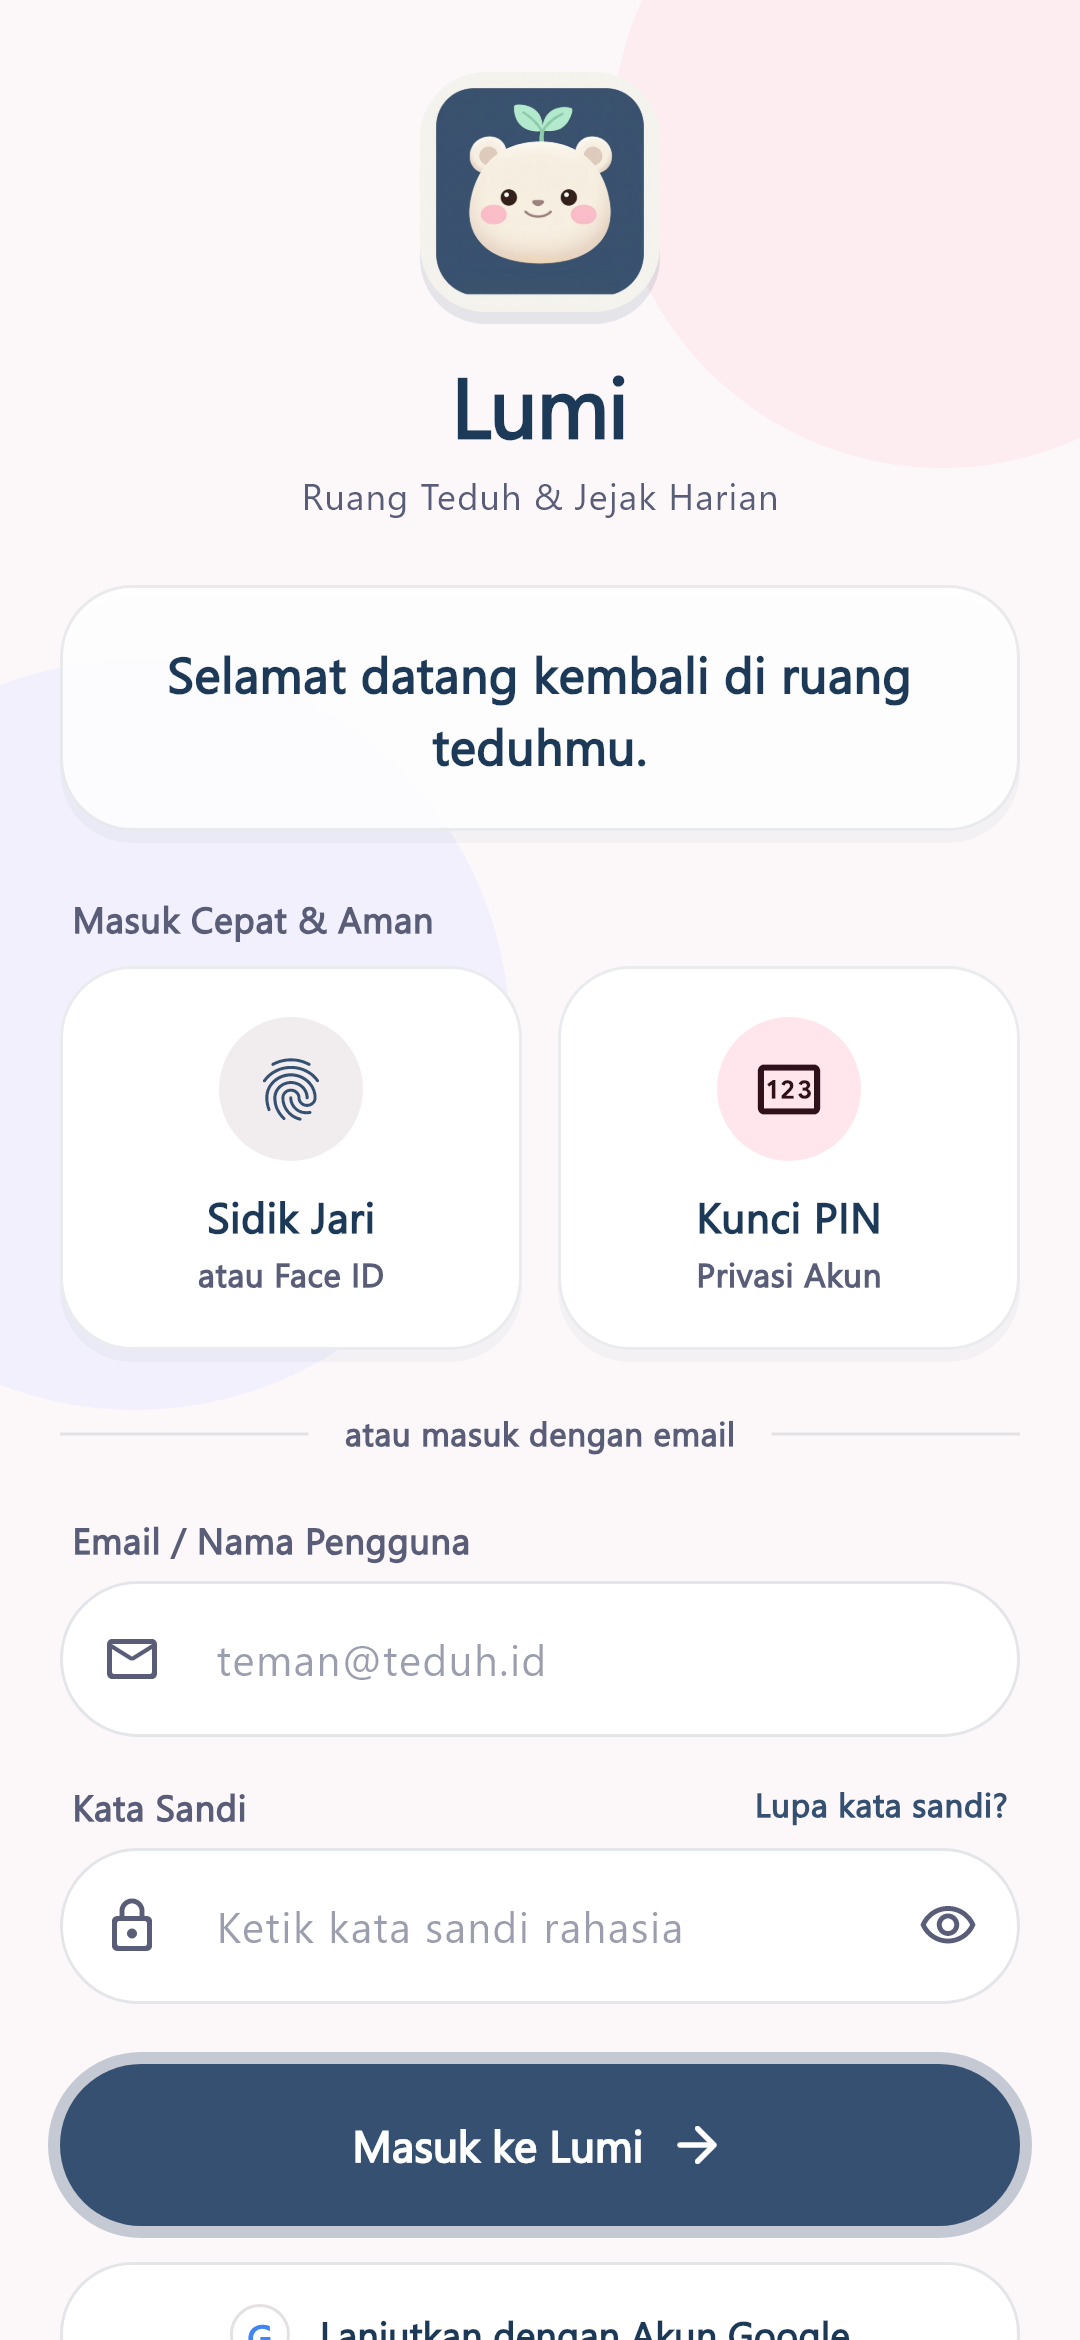 Lumi
Ruang Teduh & Jejak Harian
Selamat datang kembali di ruang
teduhmu.
Masuk Cepat & Aman
123
Sidik Jari
atau Face ID
Kunci PIN
Privasi Akun
atau masuk dengan email
Email / Nama Pengguna
teman@teduh.id
Kata Sandi
Lupa kata sandi?
Ketik kata sandi rahasia
Masuk ke Lumi
G Lanjutkan dengan Akun Google